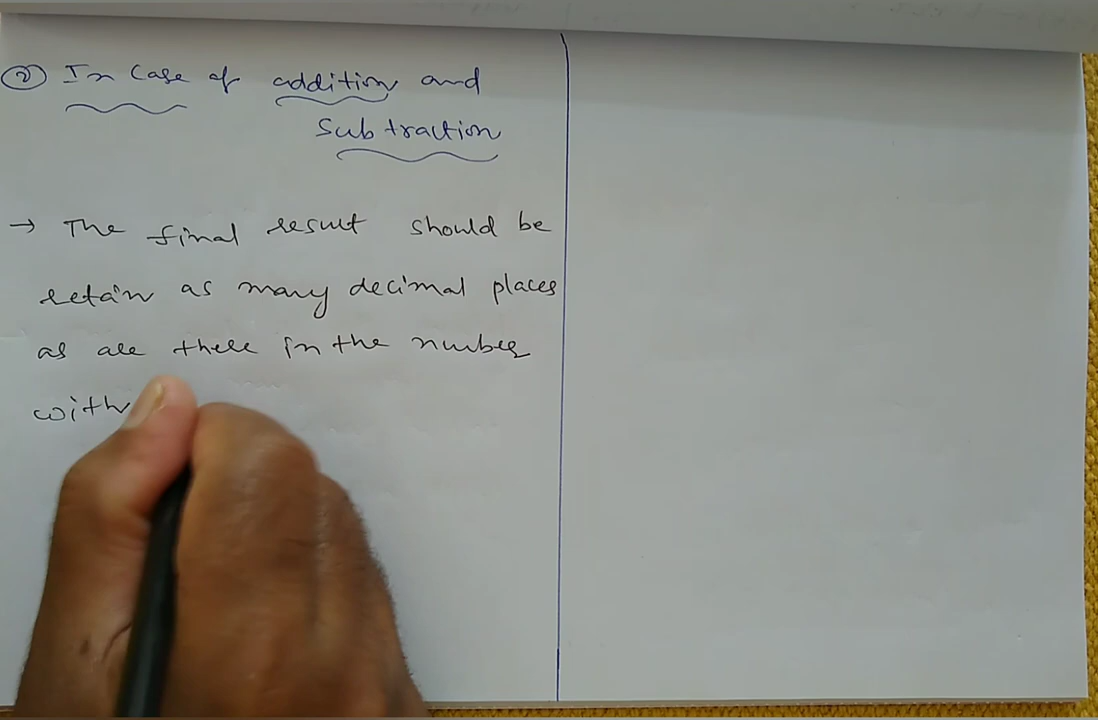 ② In Case of addition and
Subtraction
→ The final result should be
retain as many decimal places
as are there in the number
with